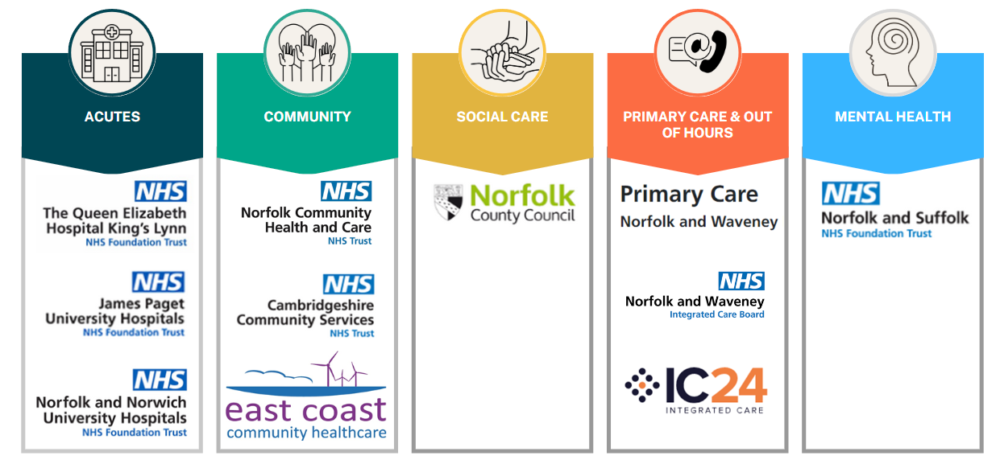 ACUTES
NHS
The Queen Elizabeth
Hospital King's Lynn
NHS Foundation Trust
NHS
James Paget
University Hospitals
NHS Foundation Trust
NHS
Norfolk and Norwich
University Hospitals
NHS Foundation Trust
COMMUNITY
NHS
Norfolk Community
Health and Care
NHS Trust
NHS
Cambridgeshire
Community Services
NHS Trust
east coast
community healthcare
SOCIAL CARE
Norfolk
County Council
@
PRIMARY CARE & OUT
OF HOURS
Primary Care
Norfolk and Waveney
NHS
Norfolk and Waveney
Integrated Care Board
IC24
INTEGRATED CARE
MENTAL HEALTH
NHS
Norfolk and Suffolk
NHS Foundation Trust